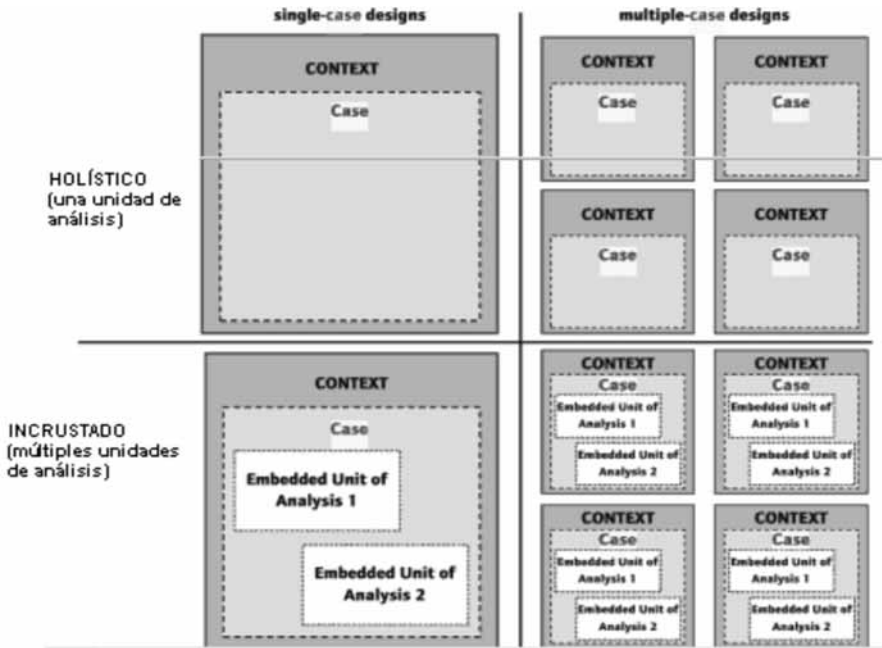 single-case designs
multiple-case designs
CONTEXT
Case
CONTEXT
Case
CONTEXT
Case
HOLÍSTICO
(una unidad de
análisis)
CONTEXT
Case
CONTEXT
Case
CONTEXT
Case
Embedded Unit of
Analysis 1
Embedded Unit of
Analysis 2
INCRUSTADO
(múltiples unidades
de análisis)
CONTEXT
Case
Embedded Unit of
Analysis 1
Embedded Unit of
Analysis 2
CONTEXT
Case
Embedded Unit of
Analysis 1
Embedded Unit of
Analysis 2
CONTEXT
Case
Embedded Unit of
Analysis 1
Embedded Unit of
Analysis 2
CONTEXT
Case
Embedded Unit of
Analysis 1
Embedded Unit of
Analysis 2